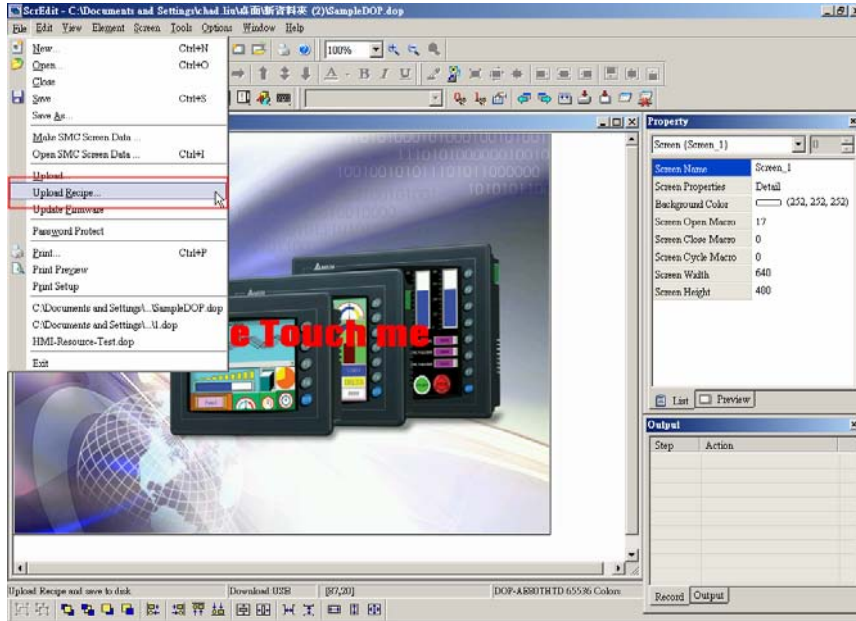 ScrEdit - C:\Documents and Settings\chad.liu\桌面\新資料夾 (2)\SampleDOP.dop
File Edit View Element Screen Tools Options Window Help
New... Ctrl+N
Open... Ctrl+O
Close
Save Ctrl+S
Save As...
Make SMC Screen Data ...
Open SMC Screen Data ... Ctrl+I
Upload...
Upload Recipe...
Update Firmware
Password Protect
Print... Ctrl+P
Print Preview
Print Setup
C:\Documents and Settings\...\SampleDOP.dop
C:\Documents and Settings\...\1.dop
HMI-Resource-Test.dop
Exit
100%
A B I U
e Touch me
Property
Screen {Screen_1} 0
Screen Name Screen_1
Screen Properties Detail
Background Color (252, 252, 252)
Screen Open Macro 17
Screen Close Macro 0
Screen Cycle Macro 0
Screen Width 640
Screen Height 480
List Preview
Output
Step Action
Record Output
Upload Recipe and save to disk. Download:USB [87,20] DOP-AE80THTD 65536 Colors